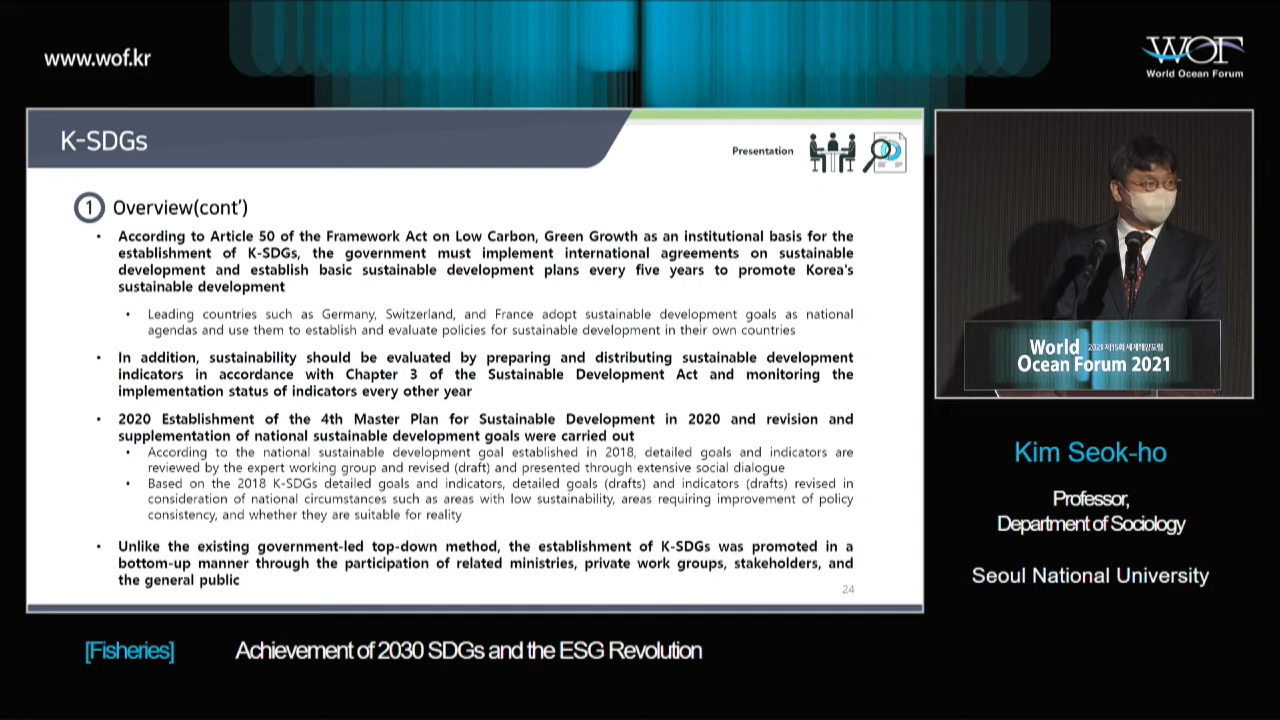 www.wof.kr
WOF
World Ocean Forum
K-SDGs
Presentation
1 Overview(cont')
• According to Article 50 of the Framework Act on Low Carbon, Green Growth as an institutional basis for the
establishment of K-SDGs, the government must implement international agreements on sustainable
development and establish basic sustainable development plans every five years to promote Korea's
sustainable development
• Leading countries such as Germany, Switzerland, and France adopt sustainable development goals as national
agendas and use them to establish and evaluate policies for sustainable development in their own countries
• In addition, sustainability should be evaluated by preparing and distributing sustainable development
indicators in accordance with Chapter 3 of the Sustainable Development Act and monitoring the
implementation status of indicators every other year
• 2020 Establishment of the 4th Master Plan for Sustainable Development in 2020 and revision and
supplementation of national sustainable development goals were carried out
• According to the national sustainable development goal established in 2018, detailed goals and indicators are
reviewed by the expert working group and revised (draft) and presented through extensive social dialogue
• Based on the 2018 K-SDGs detailed goals and indicators, detailed goals (drafts) and indicators (drafts) revised in
consideration of national circumstances such as areas with low sustainability, areas requiring improvement of policy
consistency, and whether they are suitable for reality
• Unlike the existing government-led top-down method, the establishment of K-SDGs was promoted in a
bottom-up manner through the participation of related ministries, private work groups, stakeholders, and
the general public
24
World 2021 제15회 세계해양포럼
Ocean Forum 2021
Kim Seok-ho
Professor,
Department of Sociology
Seoul National University
[Fisheries] Achievement of 2030 SDGs and the ESG Revolution